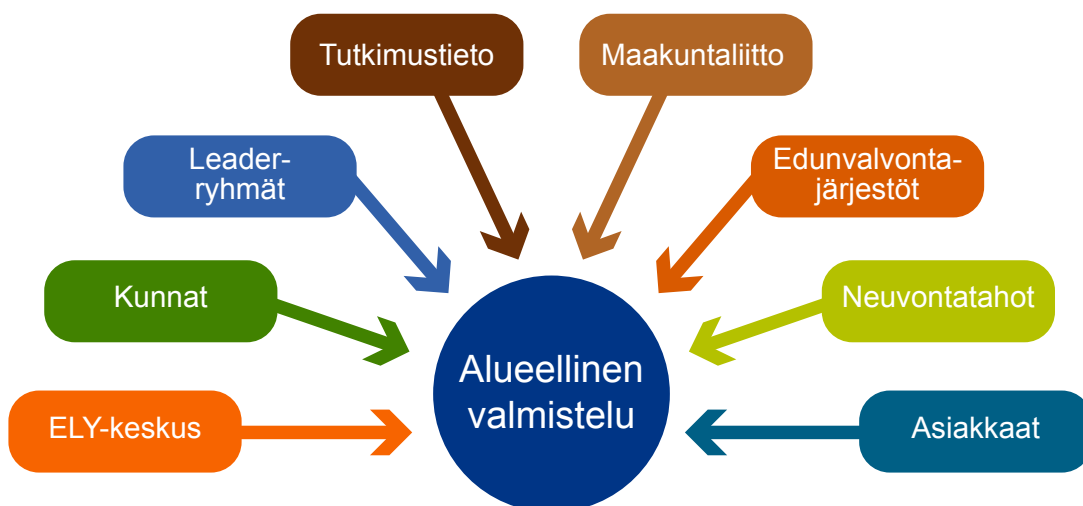 Tutkimustieto
Maakuntaliitto
Leader-
ryhmät
Edunvalvonta-
järjestöt
Kunnat
Neuvontatahot
Alueellinen
valmistelu
ELY-keskus
Asiakkaat